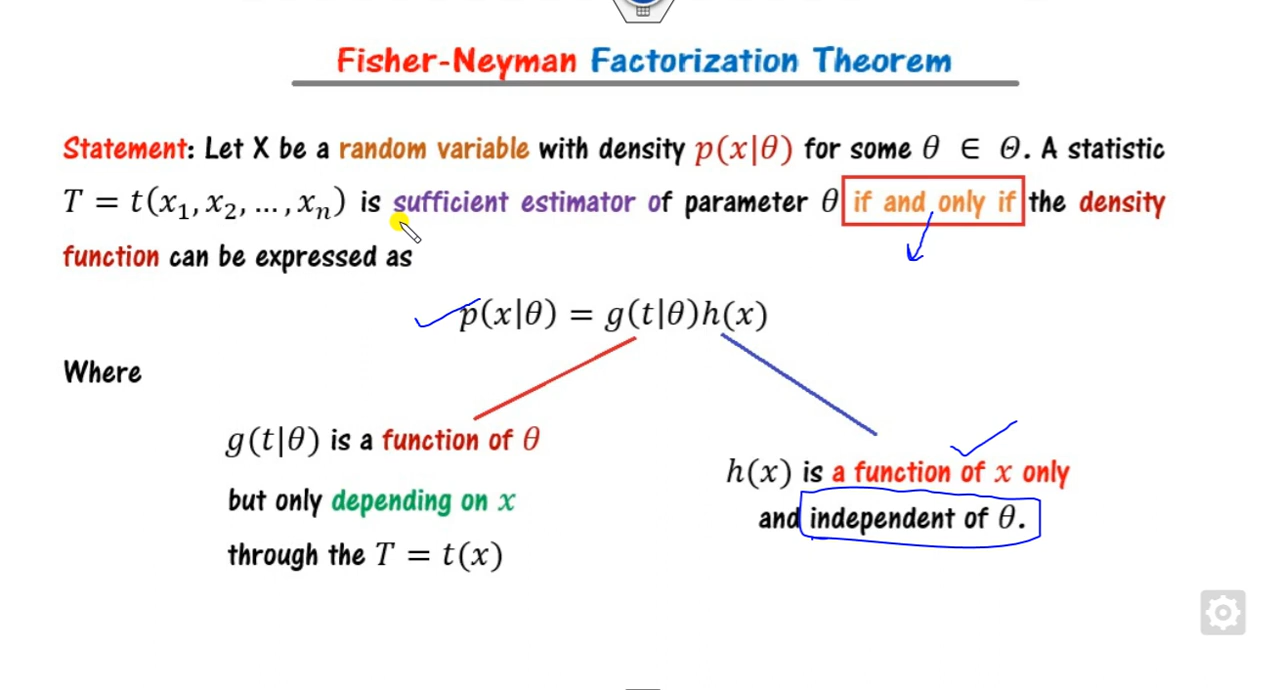 Fisher-Neyman Factorization Theorem
Statement: Let X be a random variable with density p(x|θ) for some θ ∈ Θ. A statistic
T = t(x₁, x₂, … , xₙ) is sufficient estimator of parameter θ if and only if the density
function can be expressed as
p(x|θ) = g(t|θ)h(x)
Where
g(t|θ) is a function of θ
but only depending on x
through the T = t(x)
h(x) is a function of x only
and independent of θ.